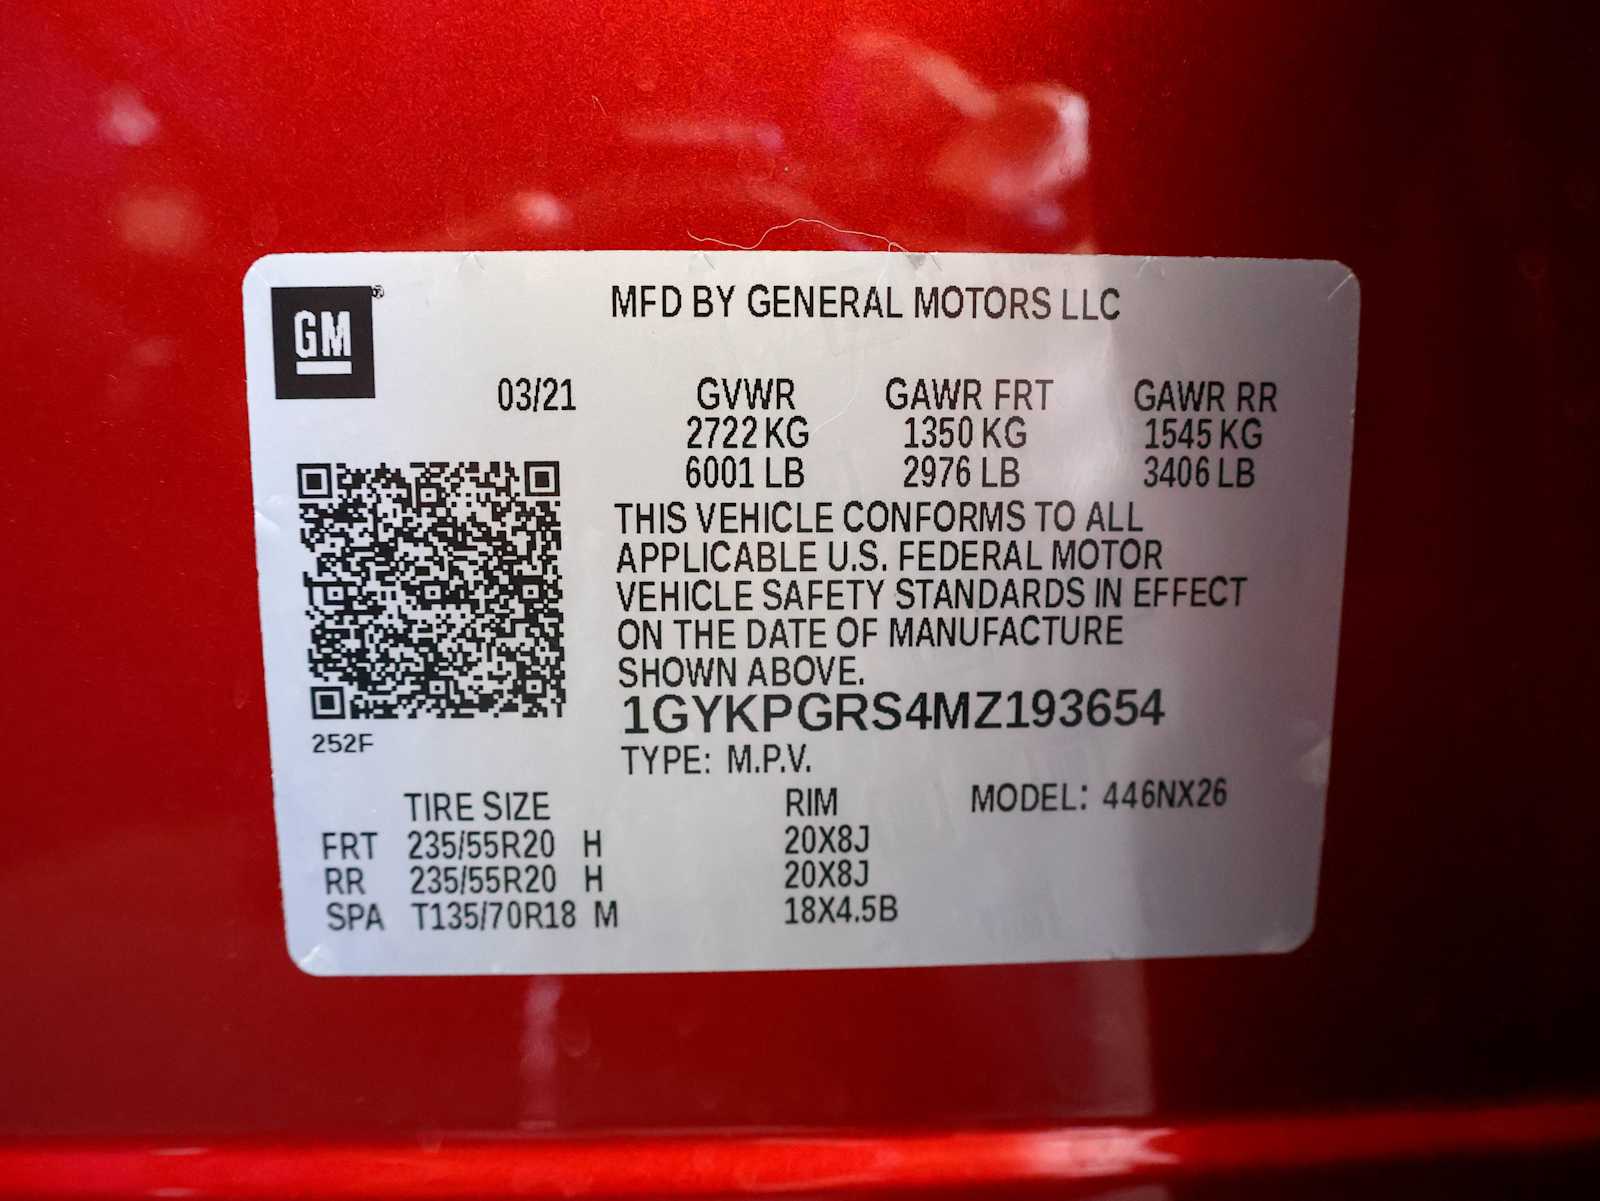 GM®
MFD BY GENERAL MOTORS LLC
03/21 GVWR GAWR FRT GAWR RR
2722 KG 1350 KG 1545 KG
6001 LB 2976 LB 3406 LB
THIS VEHICLE CONFORMS TO ALL
APPLICABLE U.S. FEDERAL MOTOR
VEHICLE SAFETY STANDARDS IN EFFECT
ON THE DATE OF MANUFACTURE
SHOWN ABOVE.
1GYKPGRS4MZ193654
252F
TYPE: M.P.V.
TIRE SIZE RIM MODEL: 446NX26
FRT 235/55R20 H 20X8J
RR 235/55R20 H 20X8J
SPA T135/70R18 M 18X4.5B